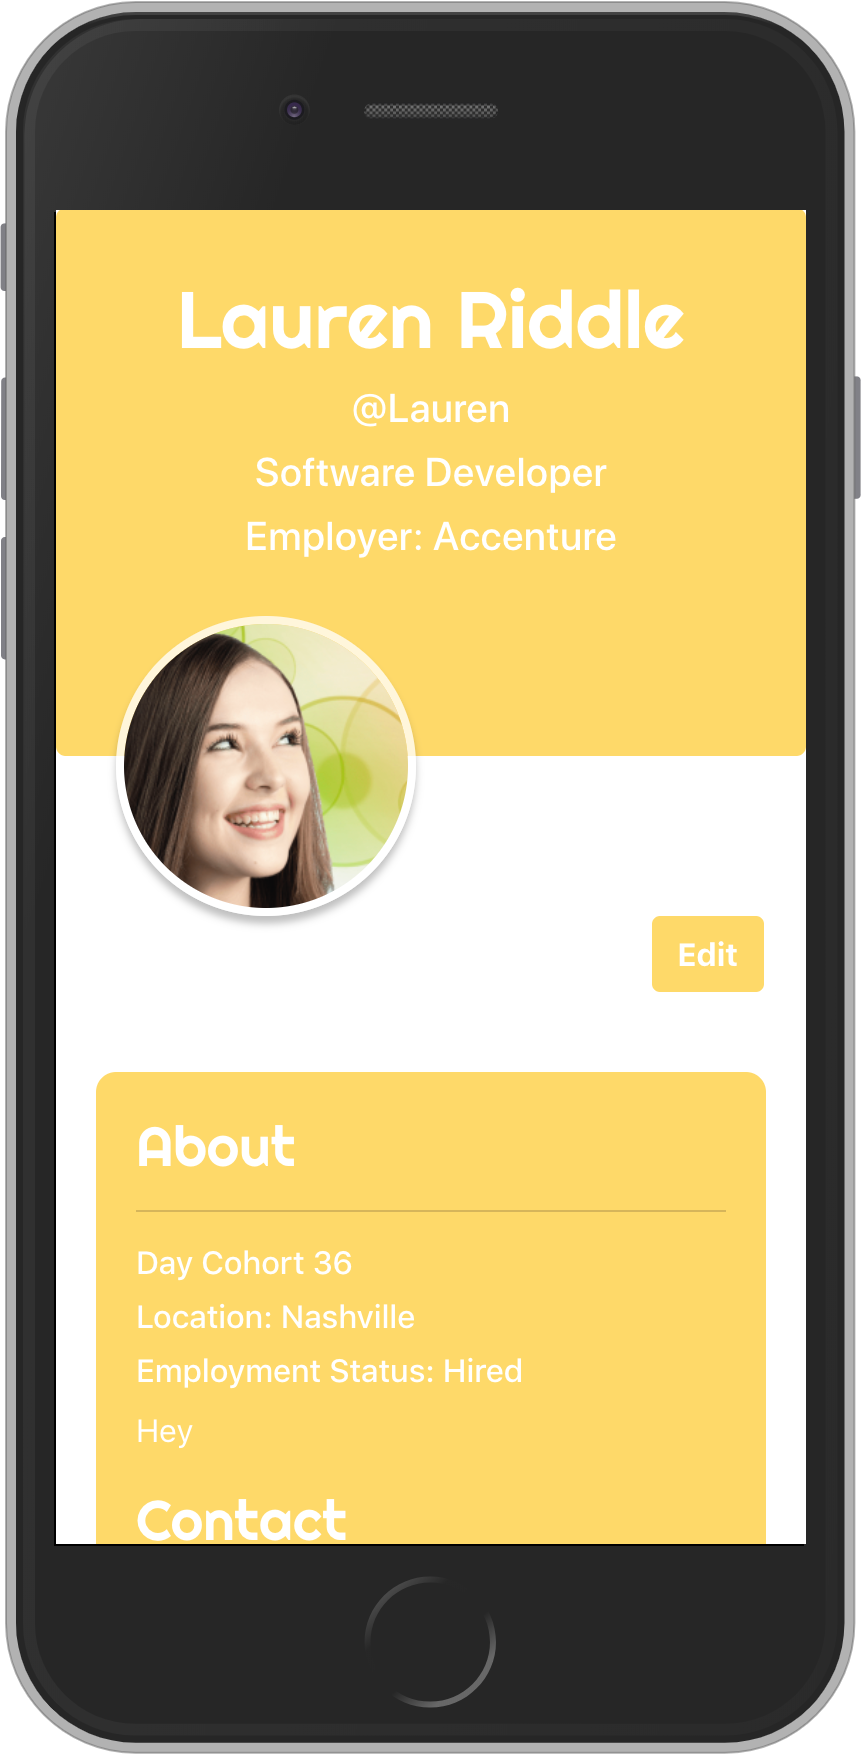 Lauren Riddle
@Lauren
Software Developer
Employer: Accenture
Edit
About
Day Cohort 36
Location: Nashville
Employment Status: Hired
Hey
Contact